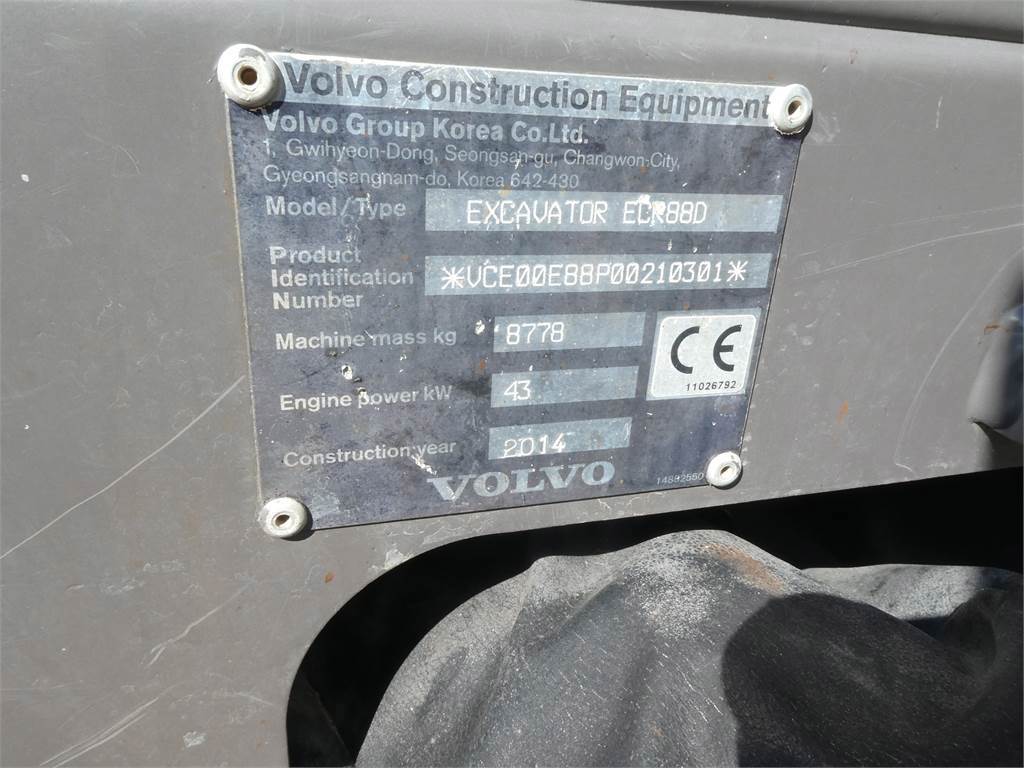 Volvo Construction Equipment
Volvo Group Korea Co.Ltd.
1, Gwihyeon-Dong, Seongsan-gu, Changwon-City,
Gyeongsangnam-do, Korea 642-430
Model/Type EXCAVATOR ECR88D
Product
Identification *VCE00E88P00210301*
Number
Machine mass kg 8778
Engine power kW 43
CE
11026792
Construction year 2014
VOLVO
14882550